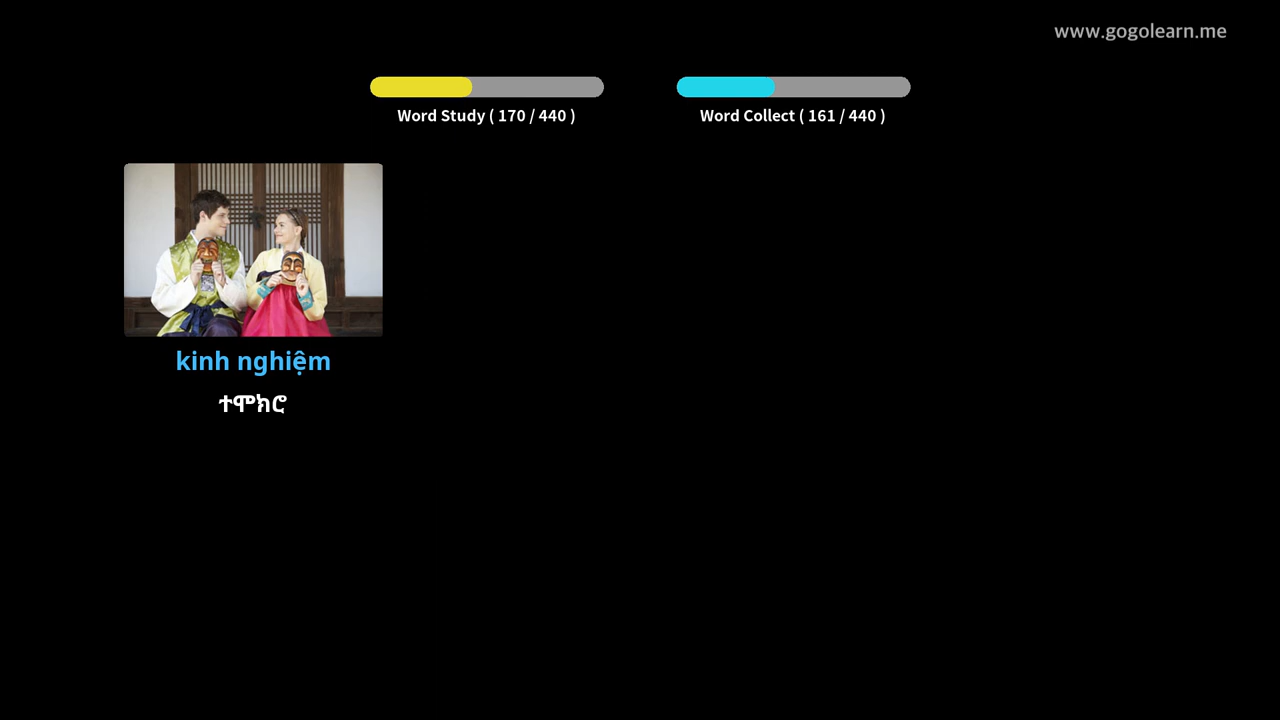 www.gogolearn.me
Word Study ( 170 / 440 )
Word Collect ( 161 / 440 )
kinh nghiệm
ተሞክሮ